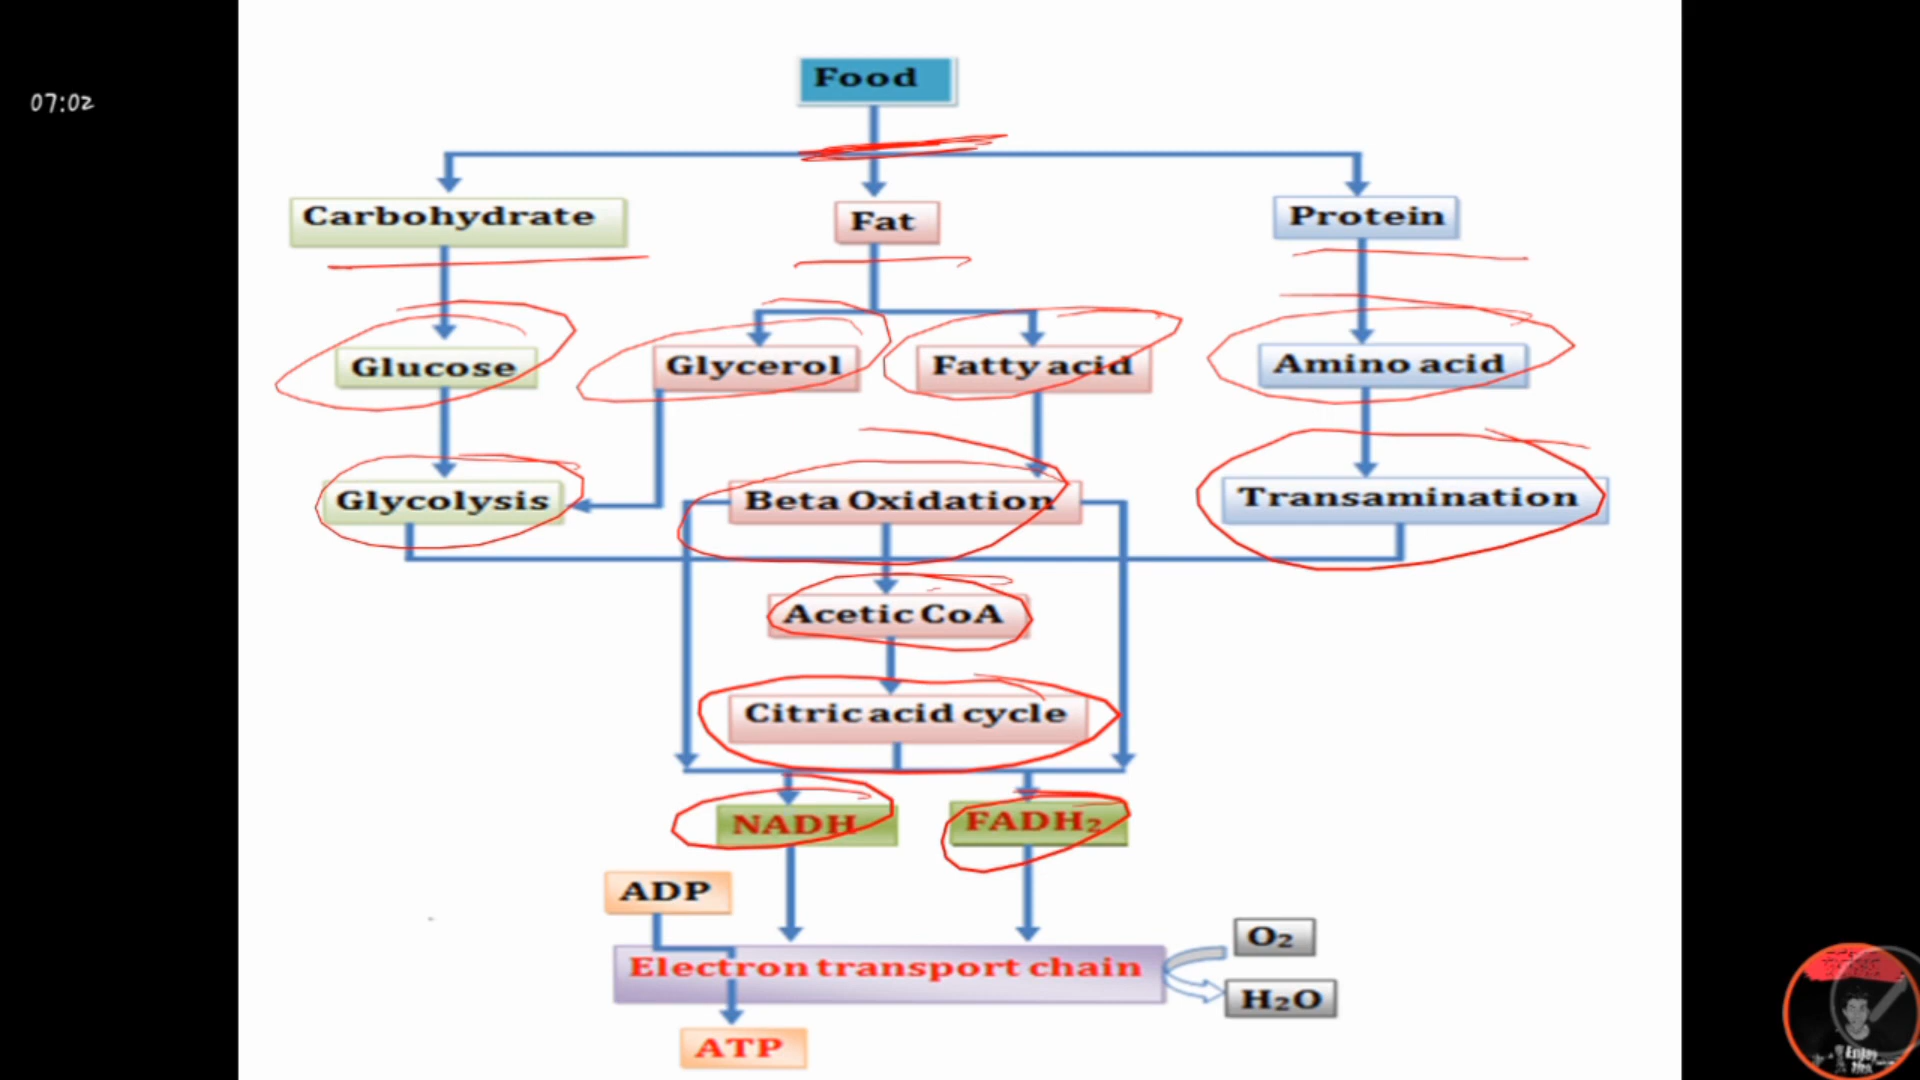 Food
07:02
Carbohydrate
Fat
Protein
Glucose
Glycerol
Fatty acid
Amino acid
Glycolysis
Beta Oxidation
Transamination
Acetic CoA
Citric acid cycle
NADH
FADH₂
ADP
O₂
Electron transport chain
H₂O
ATP
Enjoy